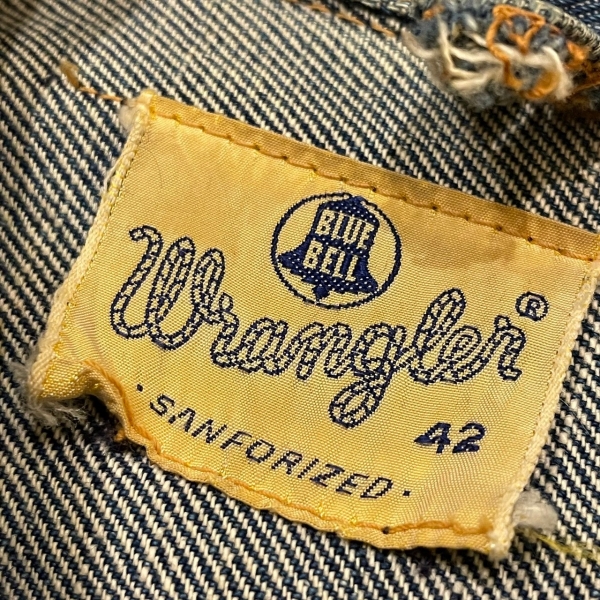 BLUE
BELL
Wrangler®
42
·SANFORIZED·